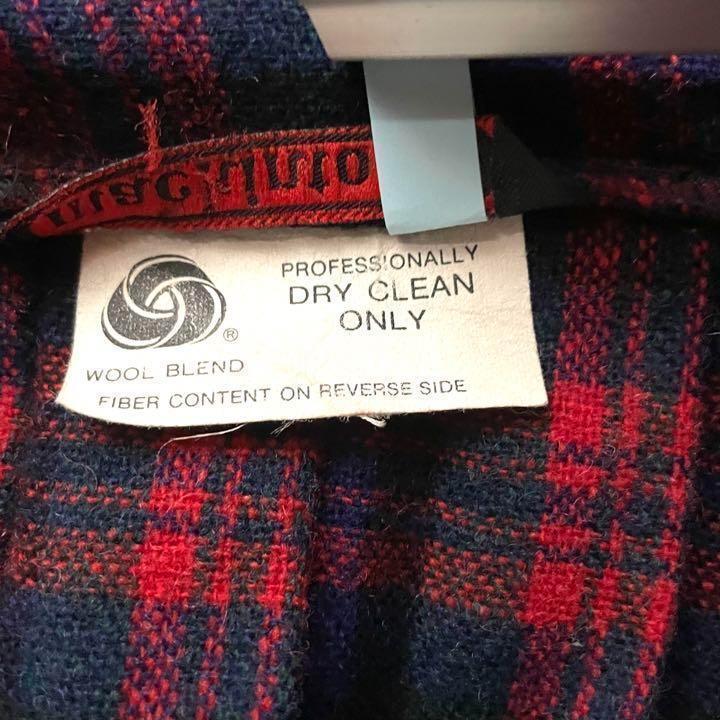 PROFESSIONALLY
DRY CLEAN
ONLY
®
WOOL BLEND
FIBER CONTENT ON REVERSE SIDE